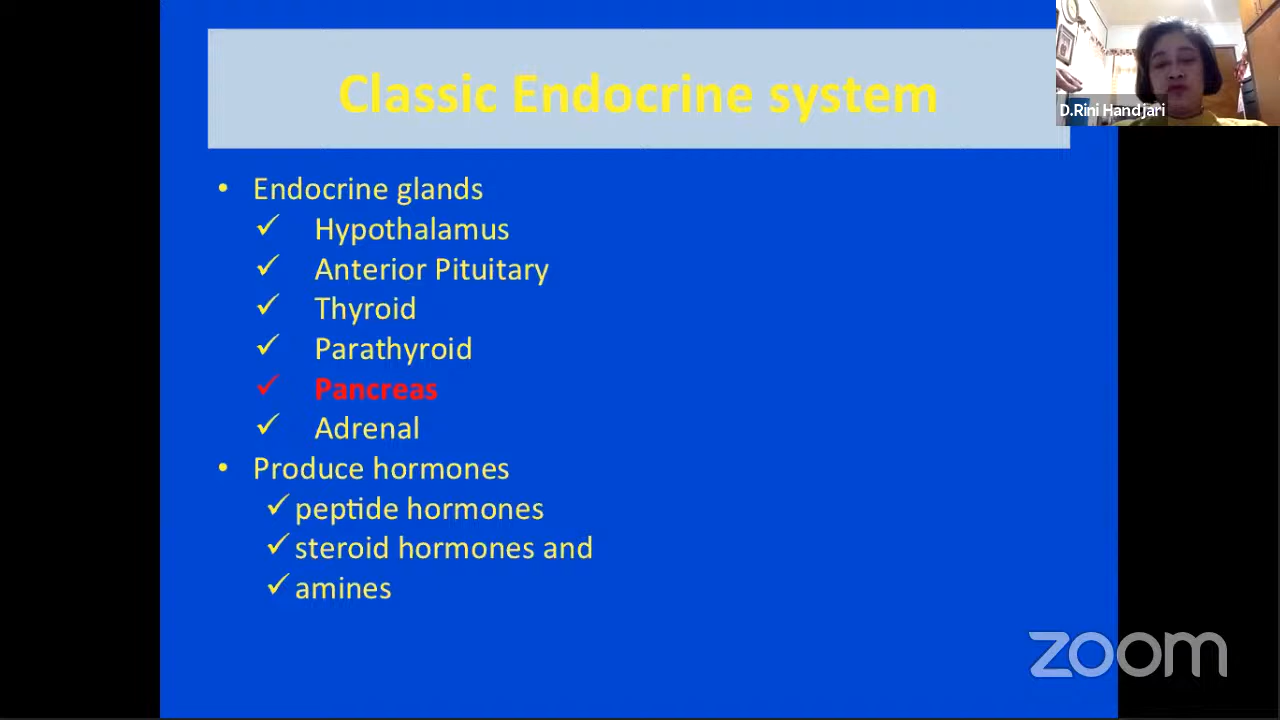 Classic Endocrine system
D.Rini Handjari
• Endocrine glands
✓ Hypothalamus
✓ Anterior Pituitary
✓ Thyroid
✓ Parathyroid
✓ Pancreas
✓ Adrenal
• Produce hormones
✓ peptide hormones
✓ steroid hormones and
✓ amines
zoom